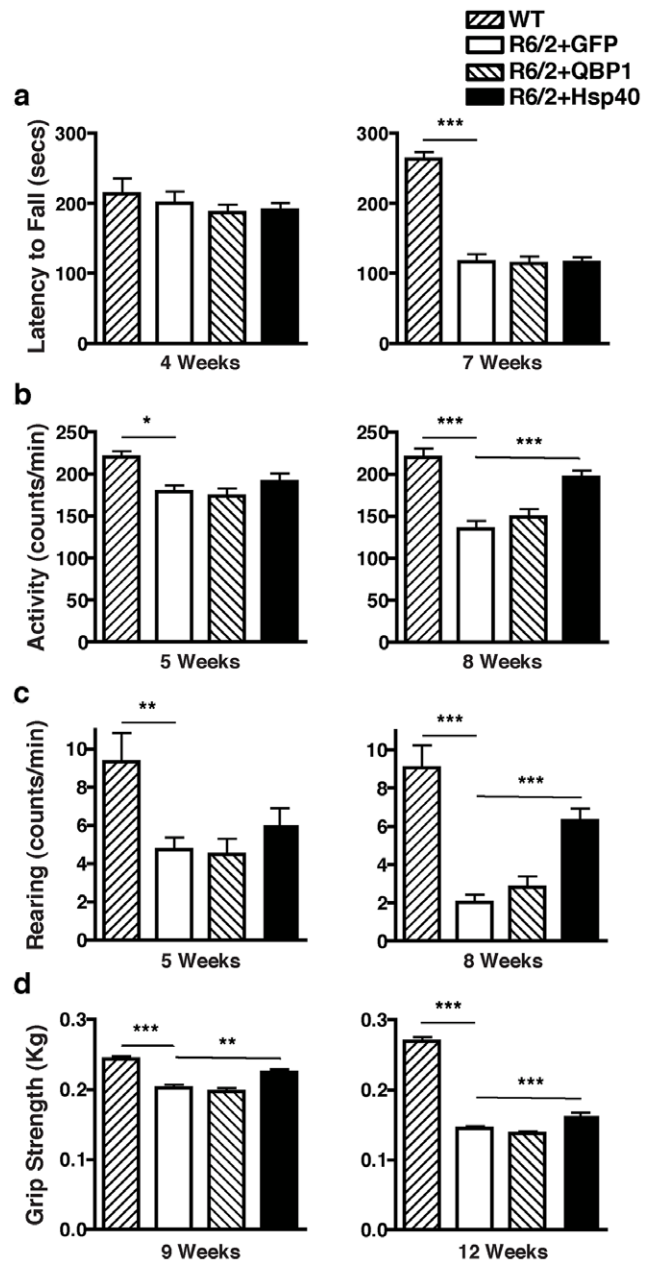 WT
R6/2+GFP
R6/2+QBP1
R6/2+Hsp40
a
Latency to Fall (secs)
300
200
100
0
4 Weeks
***
300
200
100
0
7 Weeks
b
Activity (counts/min)
*
250
200
150
100
50
0
5 Weeks
***
***
250
200
150
100
50
0
8 Weeks
c
Rearing (counts/min)
**
10
8
6
4
2
0
5 Weeks
***
***
10
8
6
4
2
0
8 Weeks
d
Grip Strength (Kg)
***
**
0.3
0.2
0.1
0.0
9 Weeks
***
***
0.3
0.2
0.1
0.0
12 Weeks